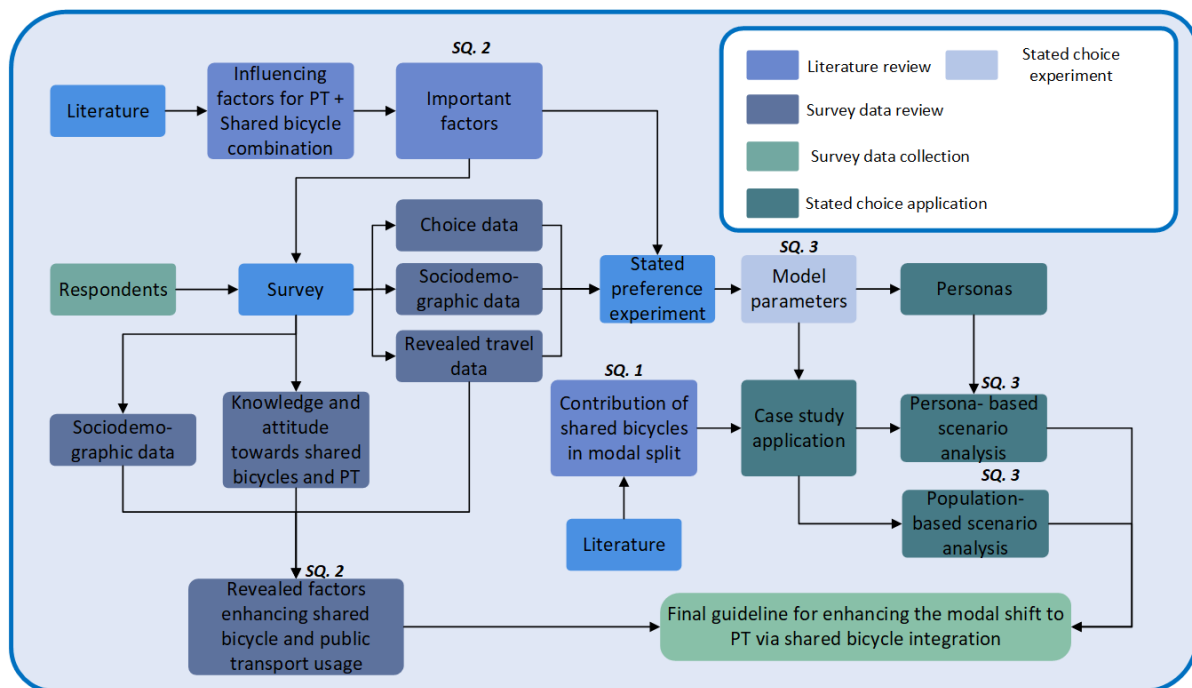 SQ. 2
Literature
Influencing
factors for PT +
Shared bicycle
combination
Important
factors
Literature review
Stated choice
experiment
Survey data review
Survey data collection
Stated choice application
Respondents
Survey
Choice data
Sociodemo-
graphic data
Revealed travel
data
Stated
preference
experiment
SQ. 3
Model
parameters
Personas
Sociodemo-
graphic data
Knowledge and
attitude
towards shared
bicycles and PT
SQ. 1
Contribution of
shared bicycles
in modal split
Case study
application
SQ. 3
Persona- based
scenario
analysis
SQ. 3
Population-
based scenario
analysis
Literature
SQ. 2
Revealed factors
enhancing shared
bicycle and public
transport usage
Final guideline for enhancing the modal shift to
PT via shared bicycle integration